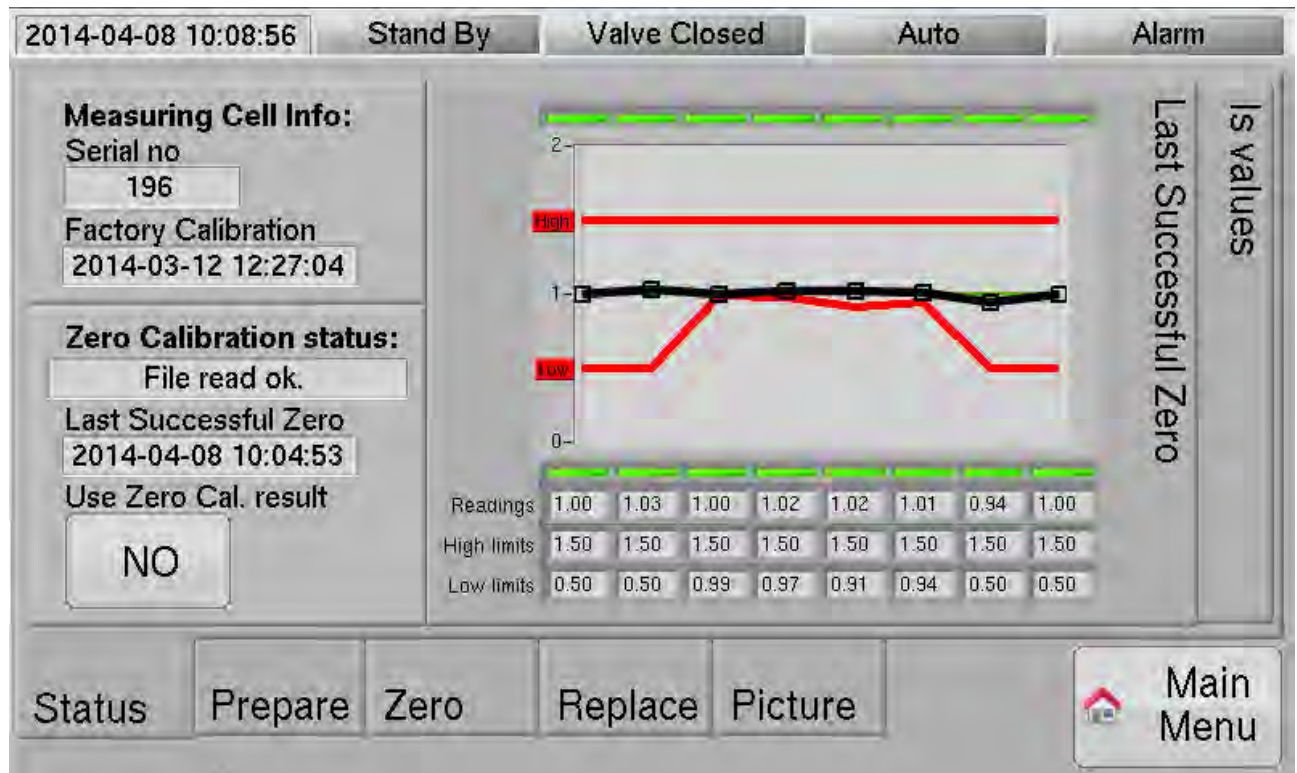 2014-04-08 10:08:56 Stand By Valve Closed Auto Alarm
Measuring Cell Info:
Serial no
196
Factory Calibration
2014-03-12 12:27:04
Zero Calibration status:
File read ok.
Last Successful Zero
2014-04-08 10:04:53
Use Zero Cal. result
NO
2
High
1
Low
0
Readings 1.00 1.03 1.00 1.02 1.02 1.01 0.94 1.00
High limits 1.50 1.50 1.50 1.50 1.50 1.50 1.50 1.50
Low limits 0.50 0.50 0.99 0.97 0.91 0.94 0.50 0.50
Last Successful Zero
Is values
Status Prepare Zero Replace Picture
Main
Menu